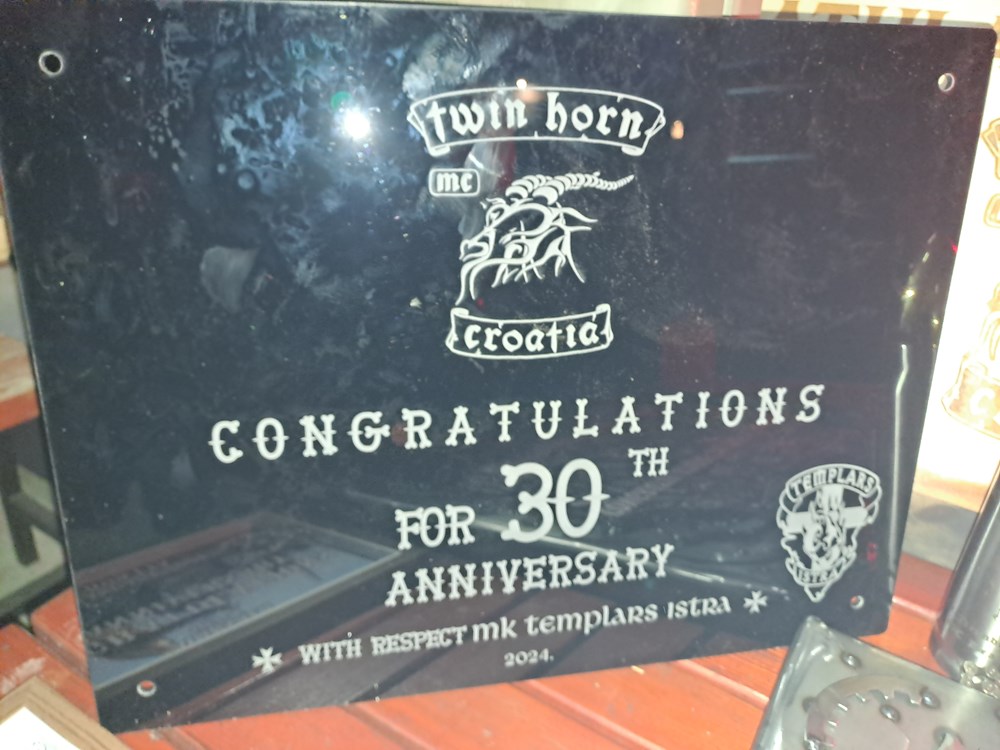 twin horn
mc
croatia
CONGRATULATIONS
FOR 30 TH
ANNIVERSARY
WITH RESPECT mk templars ISTRA
2024.
TEMPLARS
ISTRA